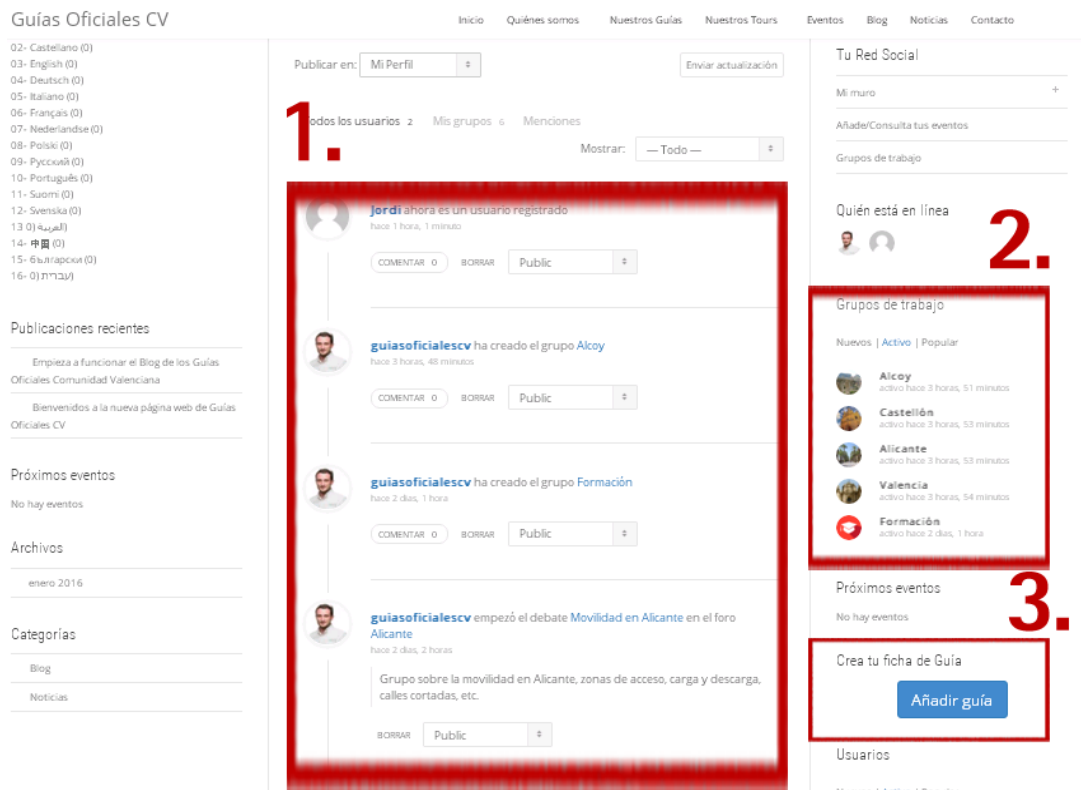 Guías Oficiales CV
Inicio Quiénes somos Nuestros Guías Nuestros Tours Eventos Blog Noticias Contacto
02- Castellano (0)
03- English (0)
04- Deutsch (0)
05- Italiano (0)
06- Français (0)
07- Nederlandse (0)
08- Polski (0)
09- Русский (0)
10- Português (0)
11- Suomi (0)
12- Svenska (0)
13 (العربية (0
14- 中国 (0)
15- български (0)
16- (עברית (0
Publicaciones recientes
Empieza a funcionar el Blog de los Guías
Oficiales Comunidad Valenciana
Bienvenidos a la nueva página web de Guías
Oficiales CV
Próximos eventos
No hay eventos
Archivos
enero 2016
Categorías
Blog
Noticias
Publicar en: Mi Perfil Enviar actualización
1.
Todos los usuarios 2 Mis grupos 6 Menciones
Mostrar: — Todo —
Jordi ahora es un usuario registrado
hace 1 hora, 1 minuto
COMENTAR 0 BORRAR Public
guiasoficialescv ha creado el grupo Alcoy
hace 3 horas, 48 minutos
COMENTAR 0 BORRAR Public
guiasoficialescv ha creado el grupo Formación
hace 2 días, 1 hora
COMENTAR 0 BORRAR Public
guiasoficialescv empezó el debate Movilidad en Alicante en el foro
Alicante
hace 2 días, 2 horas
Grupo sobre la movilidad en Alicante, zonas de acceso, carga y descarga,
calles cortadas, etc.
BORRAR Public
Tu Red Social
Mi muro +
Añade/Consulta tus eventos
Grupos de trabajo
Quién está en línea
2.
Grupos de trabajo
Nuevos | Activo | Popular
Alcoy
activo hace 3 horas, 51 minutos
Castellón
activo hace 3 horas, 53 minutos
Alicante
activo hace 3 horas, 53 minutos
Valencia
activo hace 3 horas, 54 minutos
Formación
activo hace 2 días, 1 hora
Próximos eventos
No hay eventos
3.
Crea tu ficha de Guía
Añadir guía
Usuarios